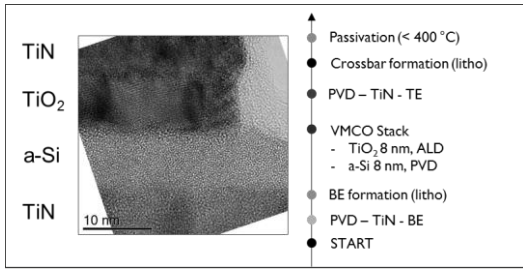 TiN
TiO2
a-Si
TiN
10 nm
Passivation (< 400 °C)
Crossbar formation (litho)
PVD – TiN - TE
VMCO Stack
- TiO2 8 nm, ALD
- a-Si 8 nm, PVD
BE formation (litho)
PVD – TiN - BE
START